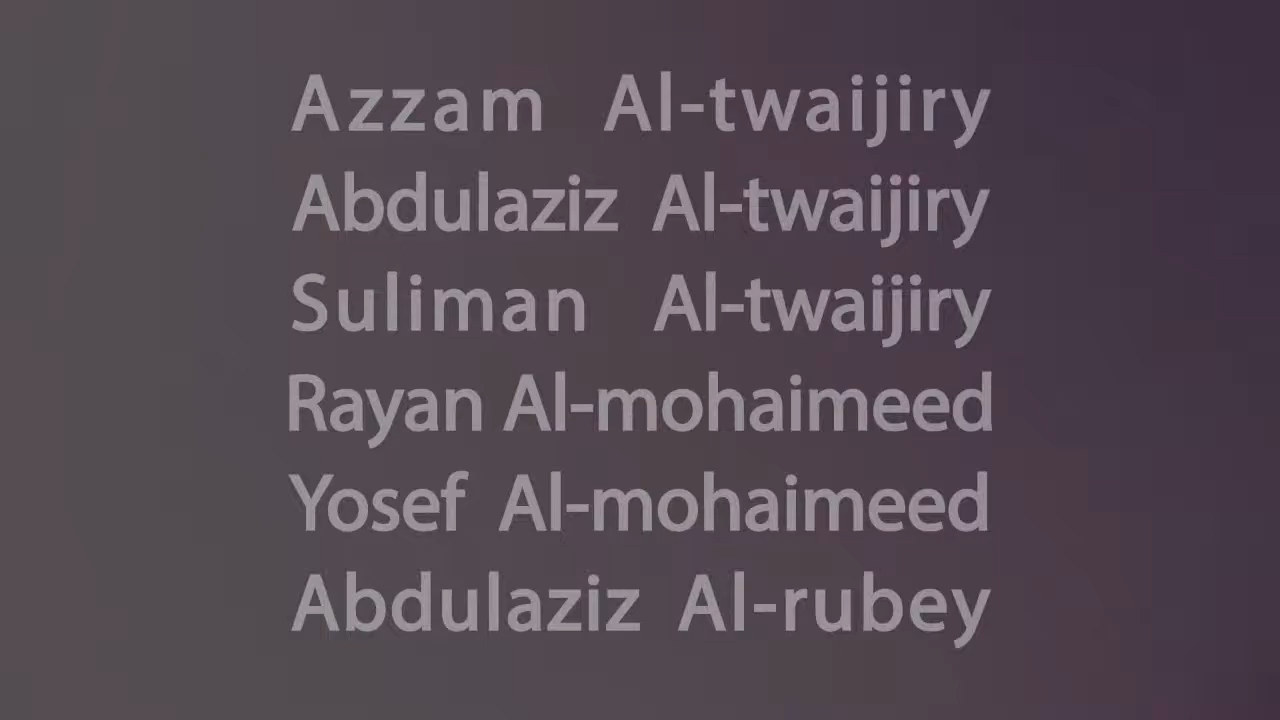 Azzam Al-twaijiry
Abdulaziz Al-twaijiry
Suliman Al-twaijiry
Rayan Al-mohaimeed
Yosef Al-mohaimeed
Abdulaziz Al-rubey